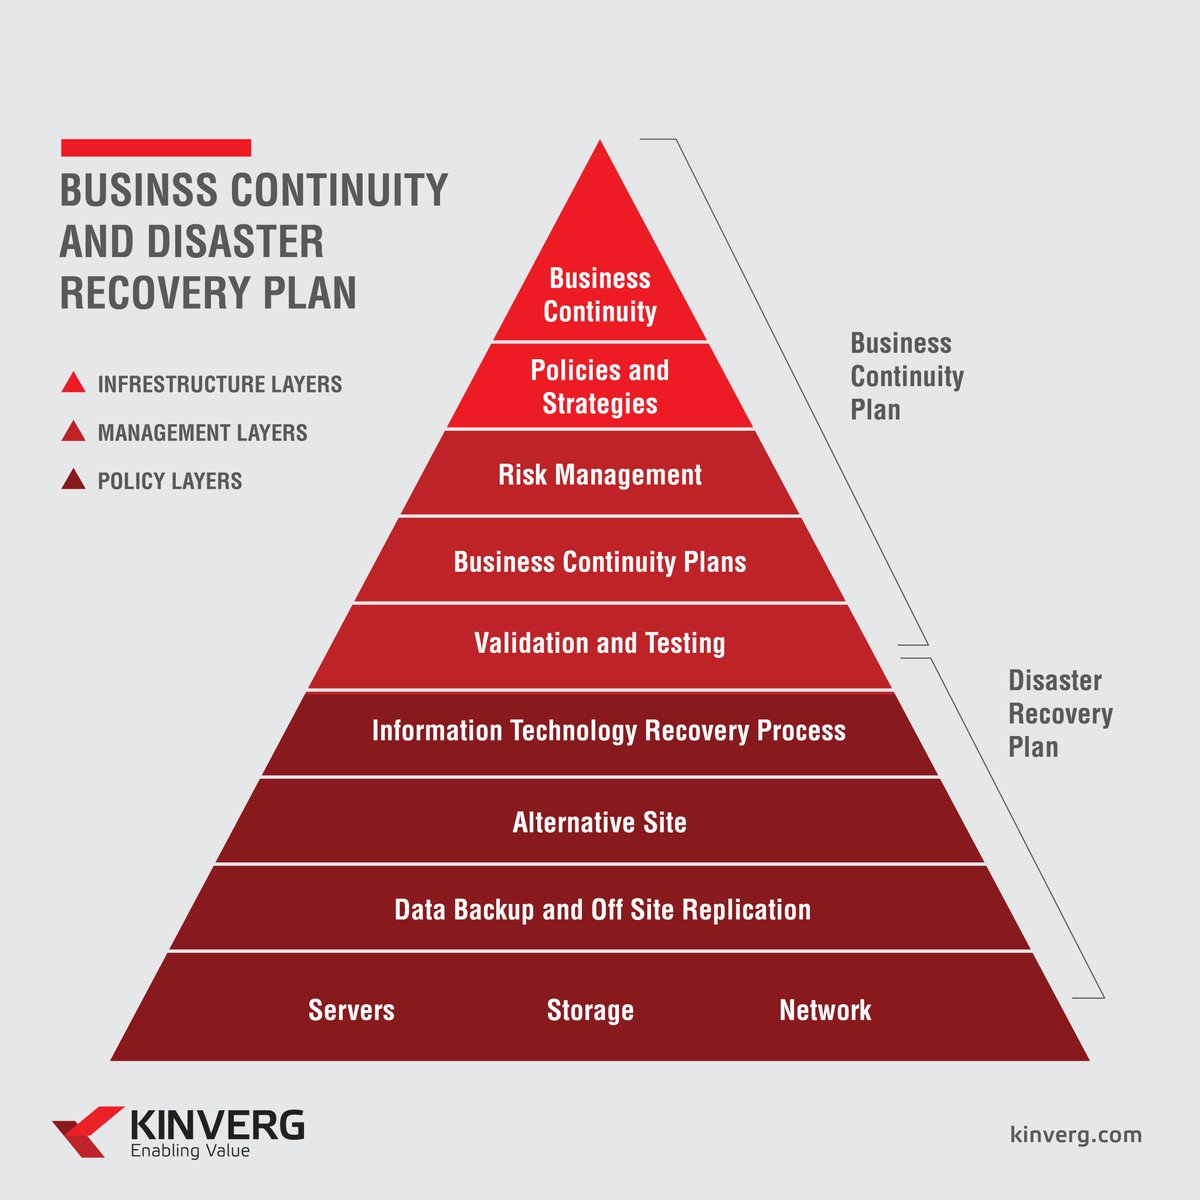 BUSINSS CONTINUITY
AND DISASTER
RECOVERY PLAN
INFRESTRUCTURE LAYERS
MANAGEMENT LAYERS
POLICY LAYERS
Business
Continuity
Policies and
Strategies
Risk Management
Business Continuity Plans
Validation and Testing
Information Technology Recovery Process
Alternative Site
Data Backup and Off Site Replication
Servers Storage Network
Business
Continuity
Plan
Disaster
Recovery
Plan
KINVERG
Enabling Value
kinverg.com